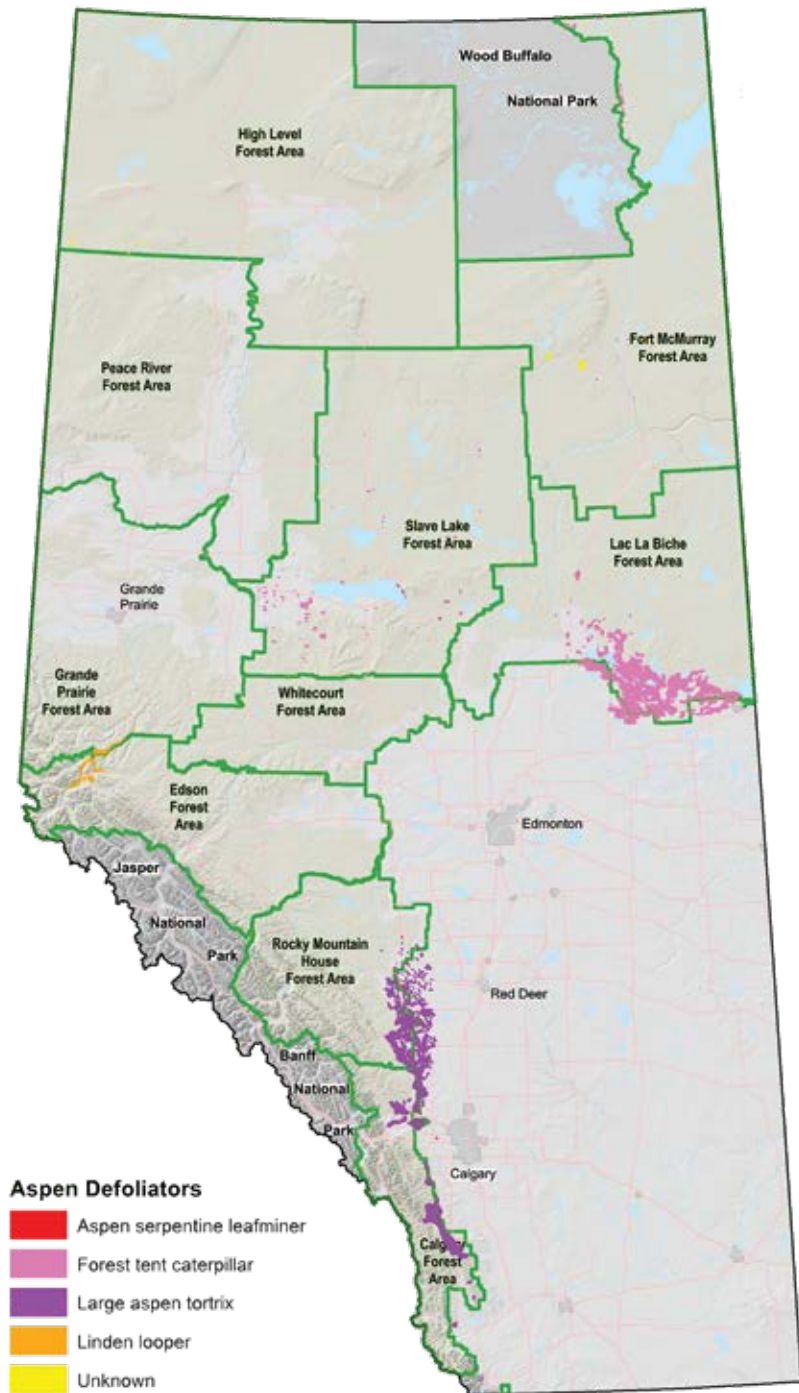 Wood Buffalo
National Park
High Level
Forest Area
Fort McMurray
Forest Area
Peace River
Forest Area
Slave Lake
Forest Area
Lac La Biche
Forest Area
Grande
Prairie
Grande
Prairie
Forest Area
Whitecourt
Forest Area
Edson
Forest
Area
Edmonton
Jasper
National
Park
Rocky Mountain
House
Forest Area
Red Deer
Banff
National
Park
Calgary
Calgary
Forest
Area
Aspen Defoliators
Aspen serpentine leafminer
Forest tent caterpillar
Large aspen tortrix
Linden looper
Unknown